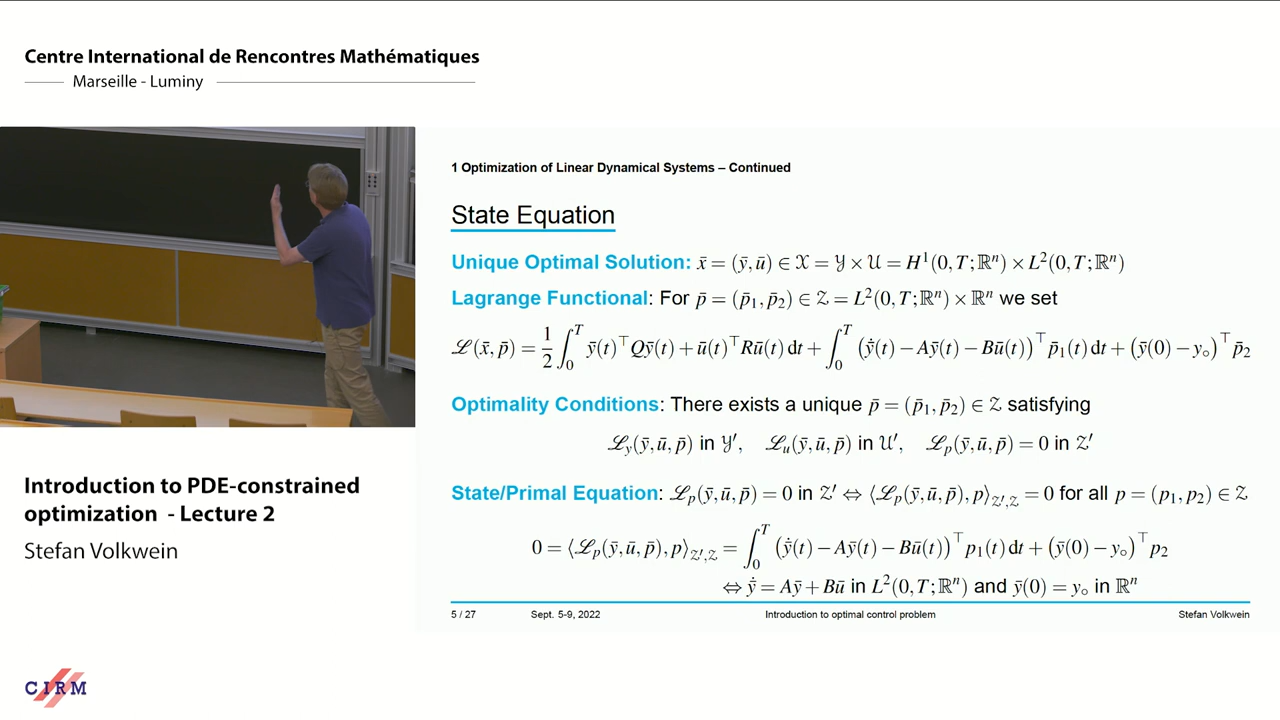 Centre International de Rencontres Mathématiques
Marseille - Luminy
1 Optimization of Linear Dynamical Systems – Continued
State Equation
Unique Optimal Solution: x̄ = (ȳ, ū) ∈ 𝒳 = 𝒴 × 𝒰 = H¹(0,T;ℝⁿ) × L²(0,T;ℝⁿ)
Lagrange Functional: For p̄ = (p̄₁, p̄₂) ∈ 𝒵 = L²(0,T;ℝⁿ) × ℝⁿ we set
ℒ(x̄, p̄) = 1/2 ∫₀ᵀ ȳ(t)ᵀQȳ(t) + ū(t)ᵀRū(t) dt + ∫₀ᵀ (ẏ̄(t) − Aȳ(t) − Bū(t))ᵀ p̄₁(t) dt + (ȳ(0) − y∘)ᵀ p̄₂
Optimality Conditions: There exists a unique p̄ = (p̄₁, p̄₂) ∈ 𝒵 satisfying
ℒ_y(ȳ, ū, p̄) in 𝒴′, ℒ_u(ȳ, ū, p̄) in 𝒰′, ℒ_p(ȳ, ū, p̄) = 0 in 𝒵′
State/Primal Equation: ℒ_p(ȳ, ū, p̄) = 0 in 𝒵′ ⇔ ⟨ℒ_p(ȳ, ū, p̄), p⟩_𝒵′,𝒵 = 0 for all p = (p₁, p₂) ∈ 𝒵
0 = ⟨ℒ_p(ȳ, ū, p̄), p⟩_𝒵′,𝒵 = ∫₀ᵀ (ẏ̄(t) − Aȳ(t) − Bū(t))ᵀ p₁(t) dt + (ȳ(0) − y∘)ᵀ p₂
⇔ ẏ̄ = Aȳ + Bū in L²(0,T;ℝⁿ) and ȳ(0) = y∘ in ℝⁿ
5 / 27 Sept. 5-9, 2022 Introduction to optimal control problem Stefan Volkwein
Introduction to PDE-constrained
optimization - Lecture 2
Stefan Volkwein
CIRM